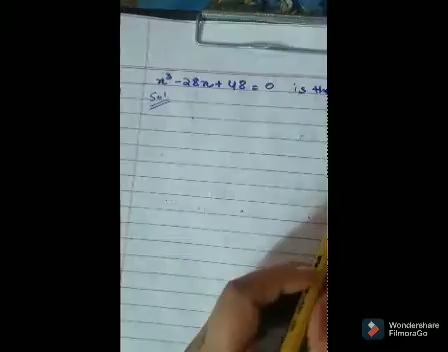 x³ - 28x + 48 = 0 is
Sol
Wondershare
FilmoraGo